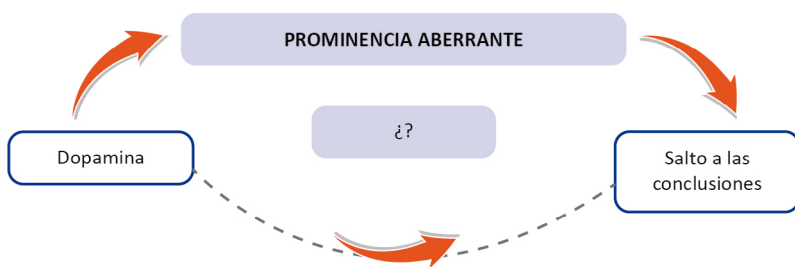 PROMINENCIA ABERRANTE
¿?
Dopamina
Salto a las
conclusiones